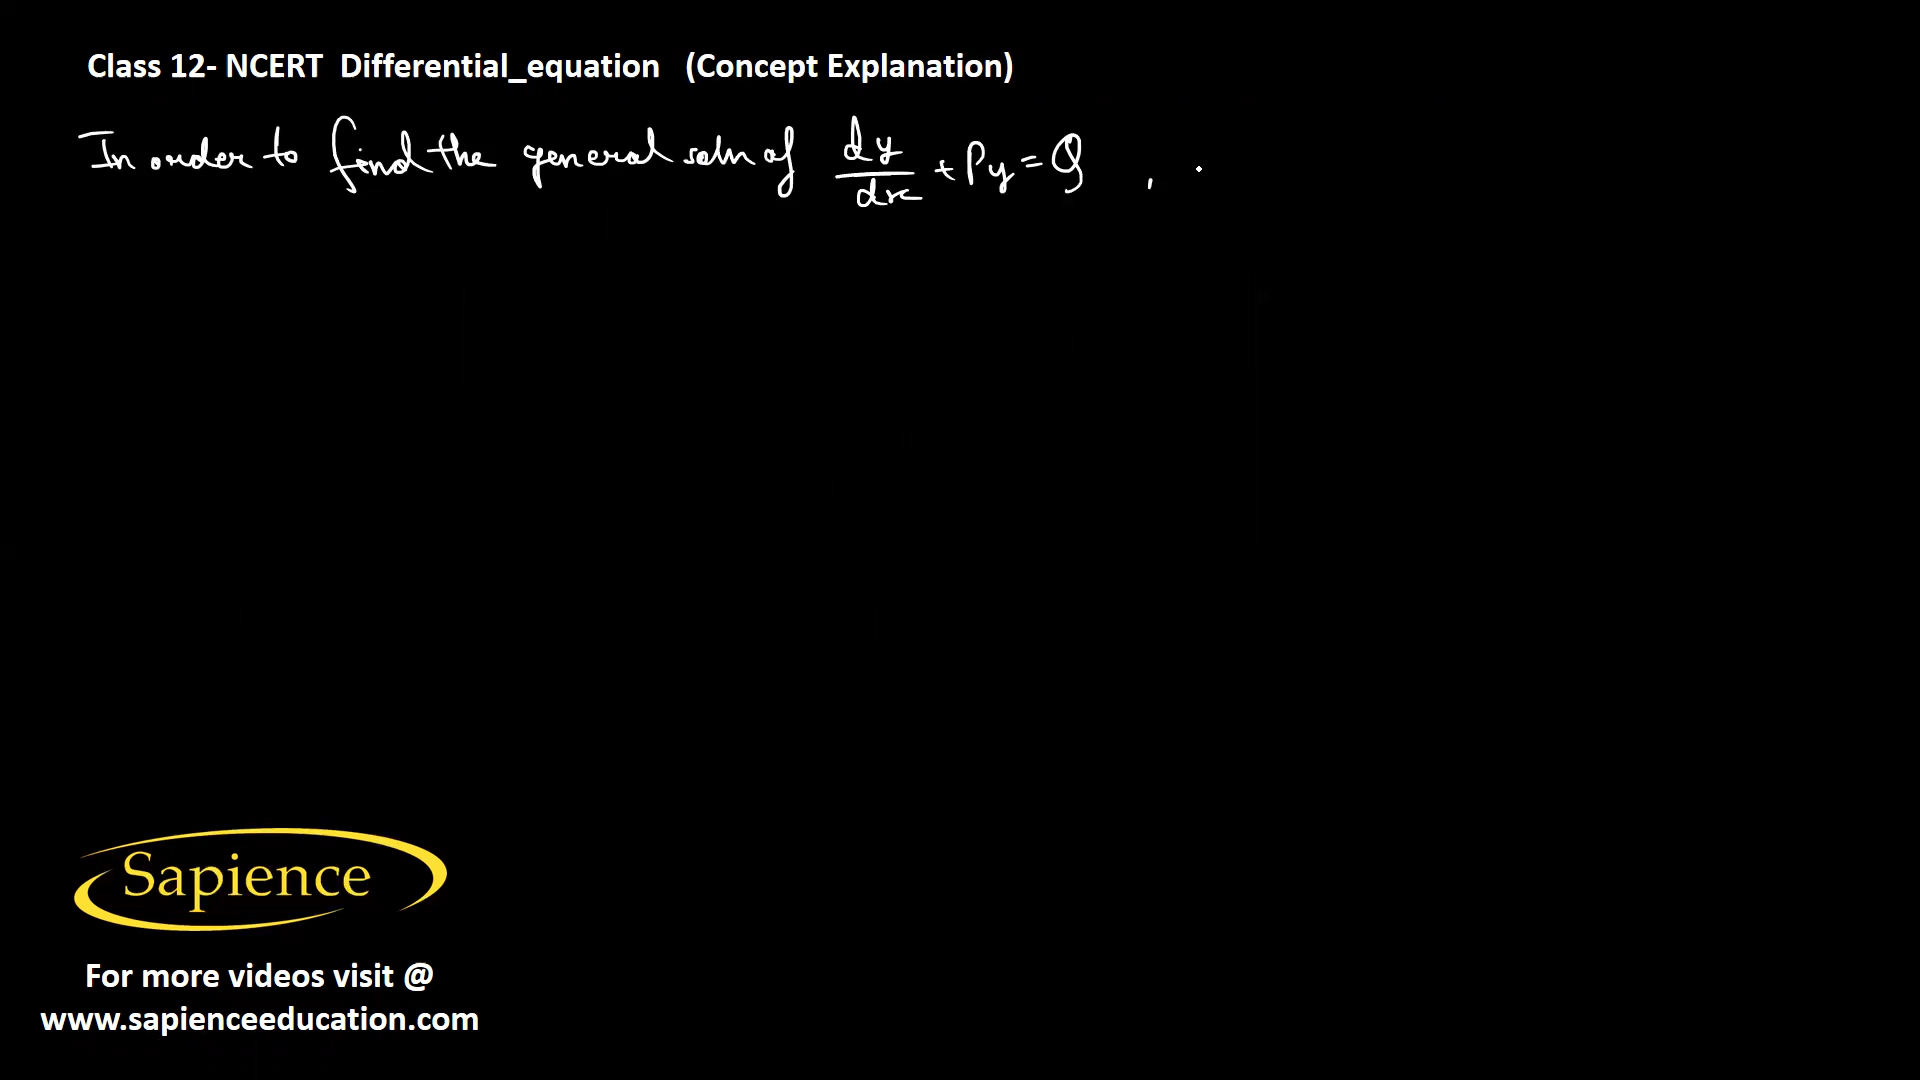 Class 12- NCERT Differential_equation (Concept Explanation)
In order to find the general soln of dy/dx + Py = Q ,
Sapience
For more videos visit @
www.sapienceeducation.com